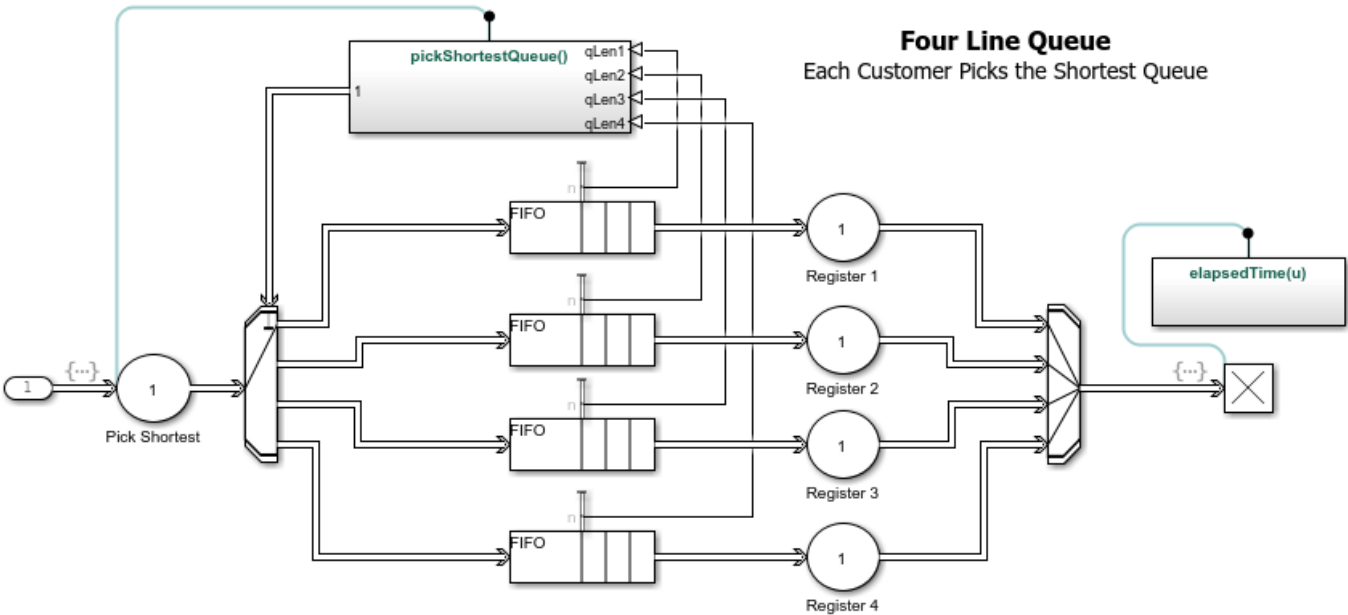 Four Line Queue
Each Customer Picks the Shortest Queue
pickShortestQueue()
qLen1
qLen2
qLen3
qLen4
1
n
FIFO
1
Register 1
elapsedTime(u)
n
FIFO
1
Register 2
{...}
1
1
Pick Shortest
{...}
n
FIFO
1
Register 3
n
FIFO
1
Register 4